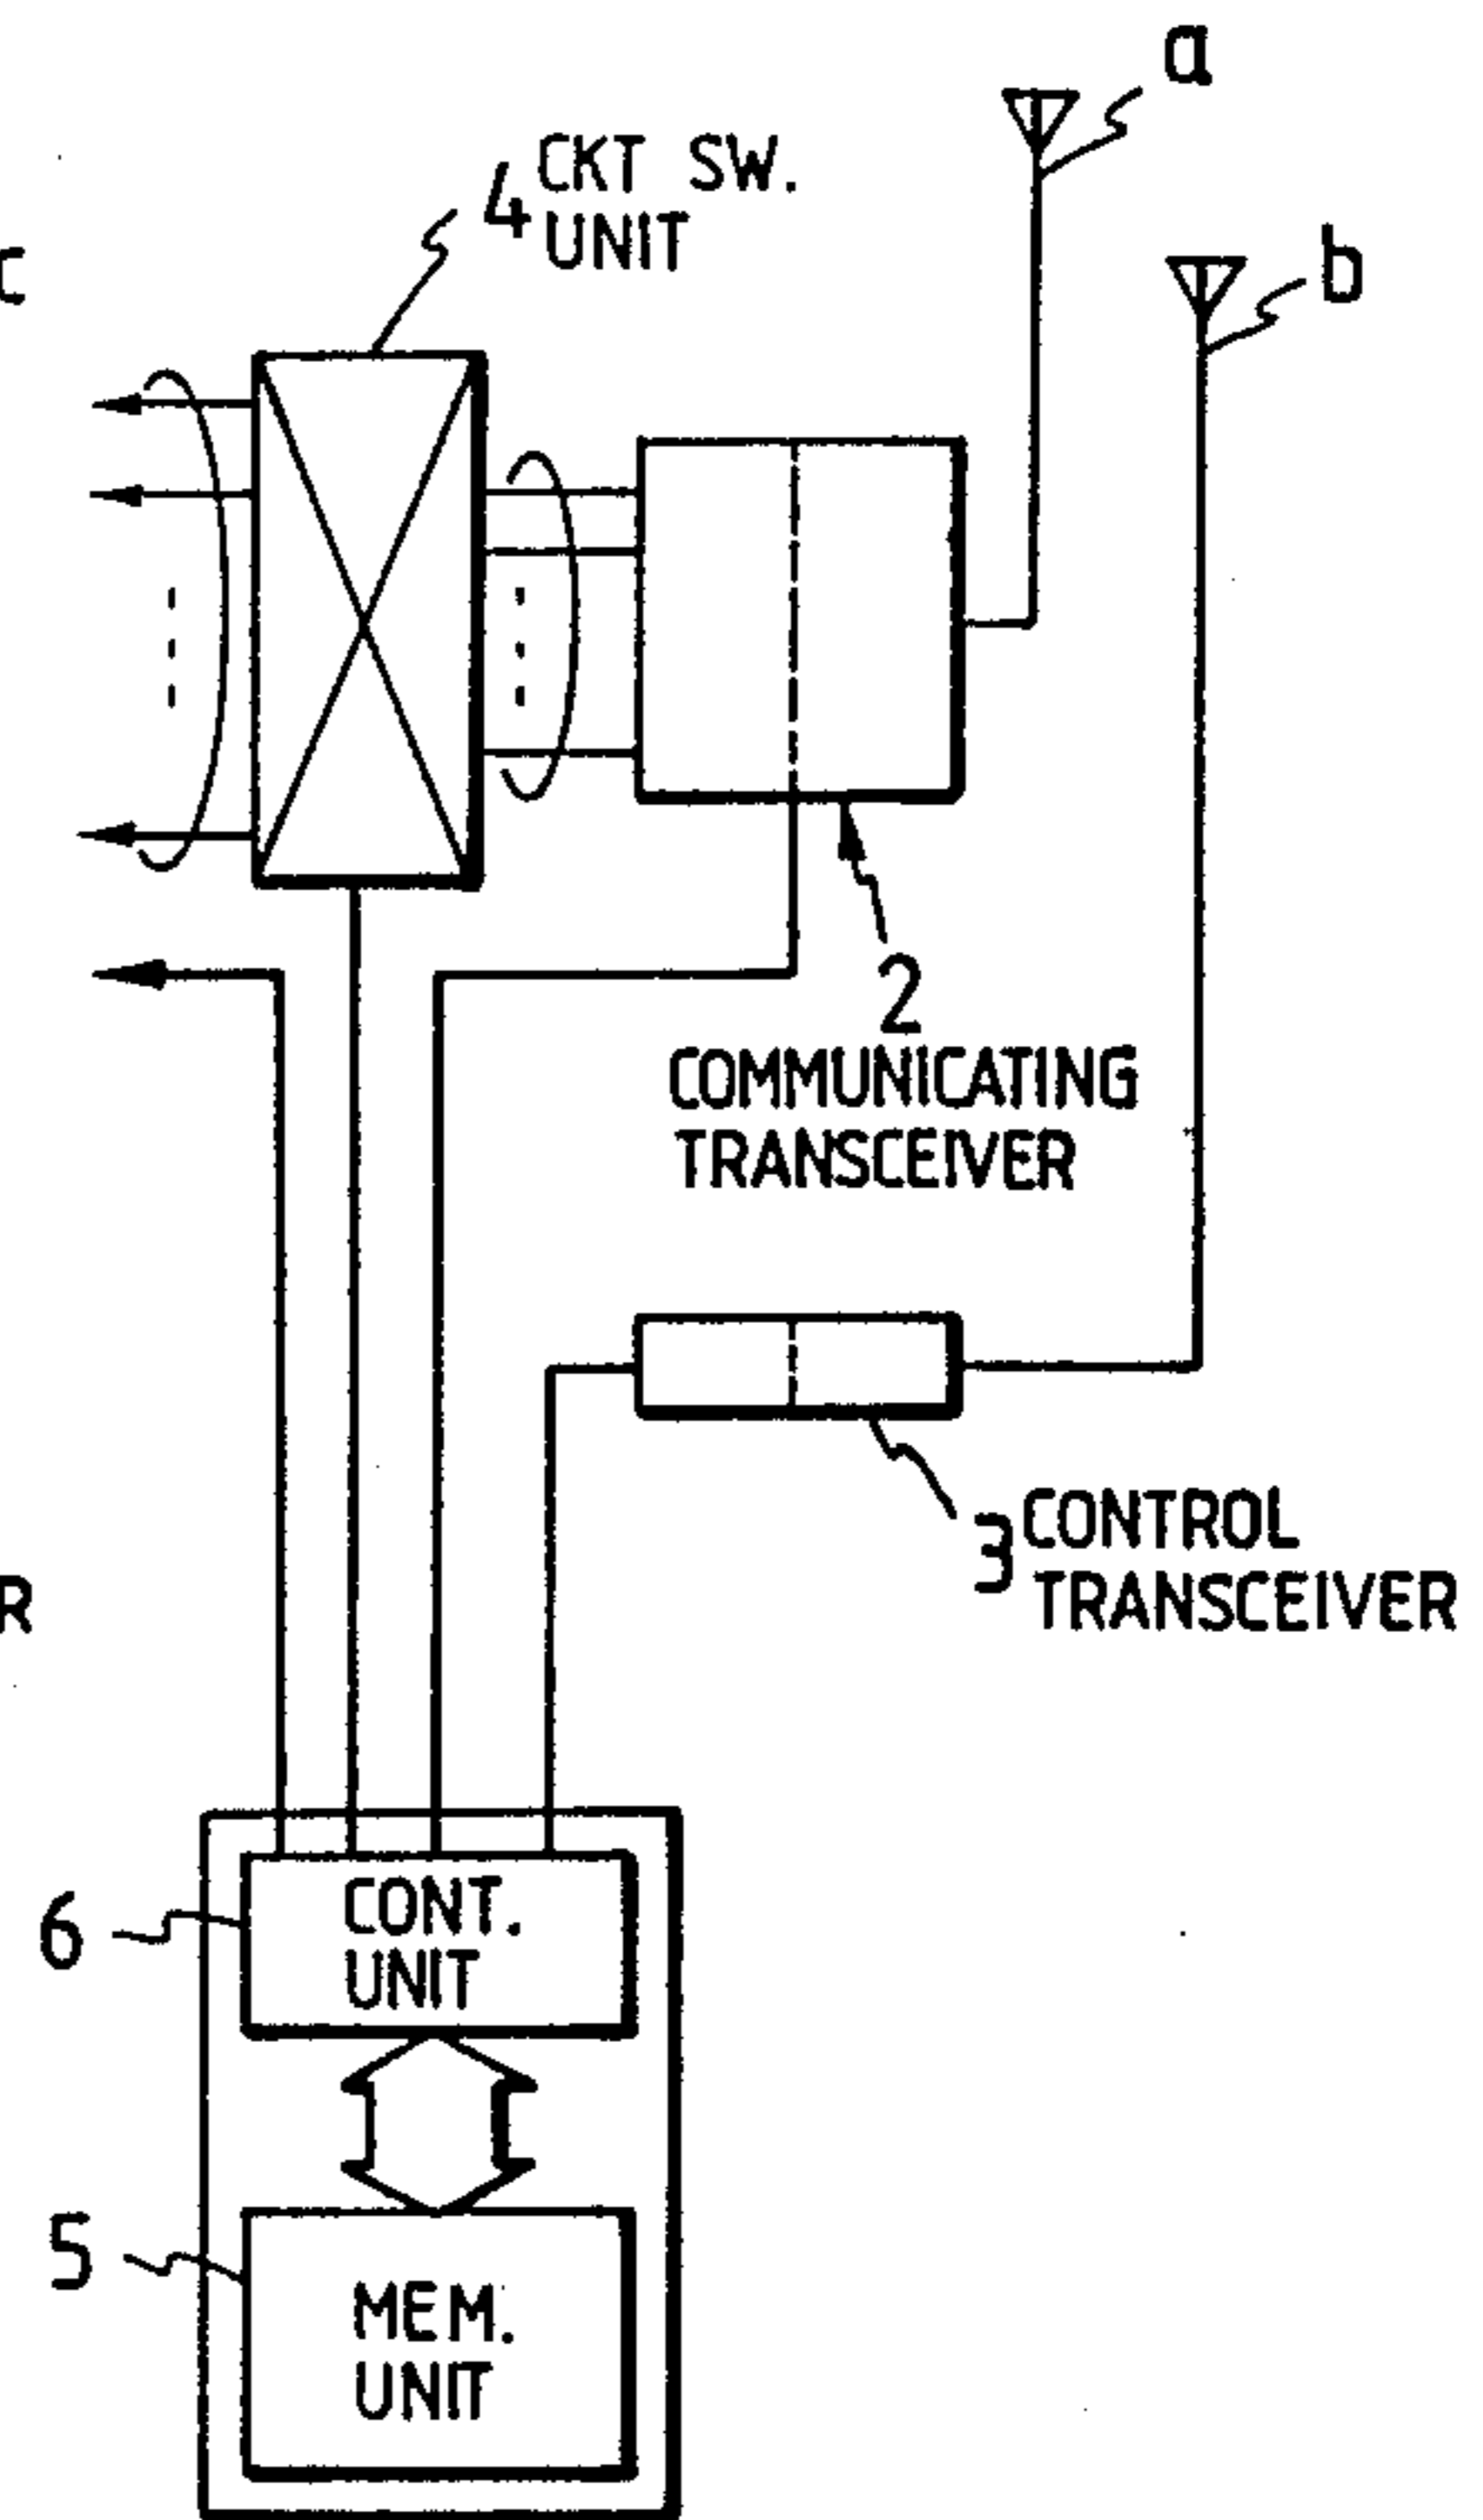 a
4 CKT SW.
UNIT
b
C
2
COMMUNICATING
TRANSCEIVER
3 CONTROL
TRANSCEIVER
R
6
CONT.
UNIT
5
MEM.
UNIT